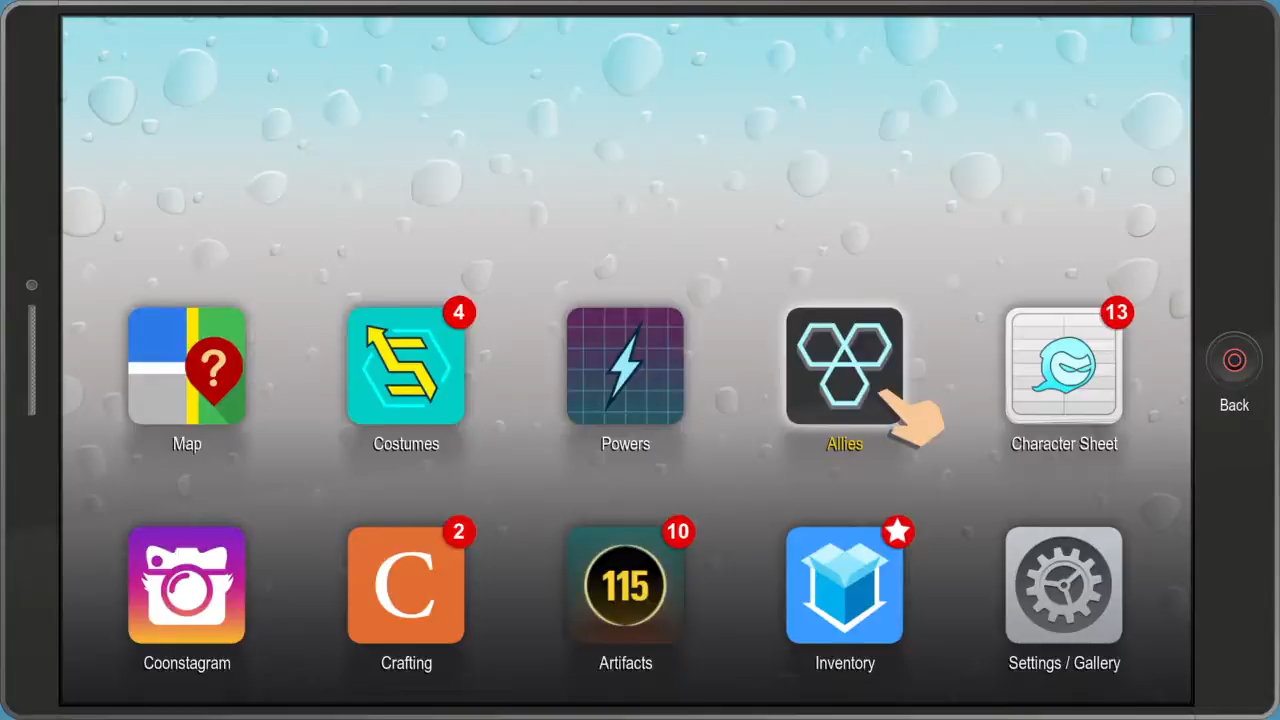 4
13
?
Map
Costumes
Powers
Allies
Character Sheet
Back
2
10
C
115
Coonstagram
Crafting
Artifacts
Inventory
Settings / Gallery